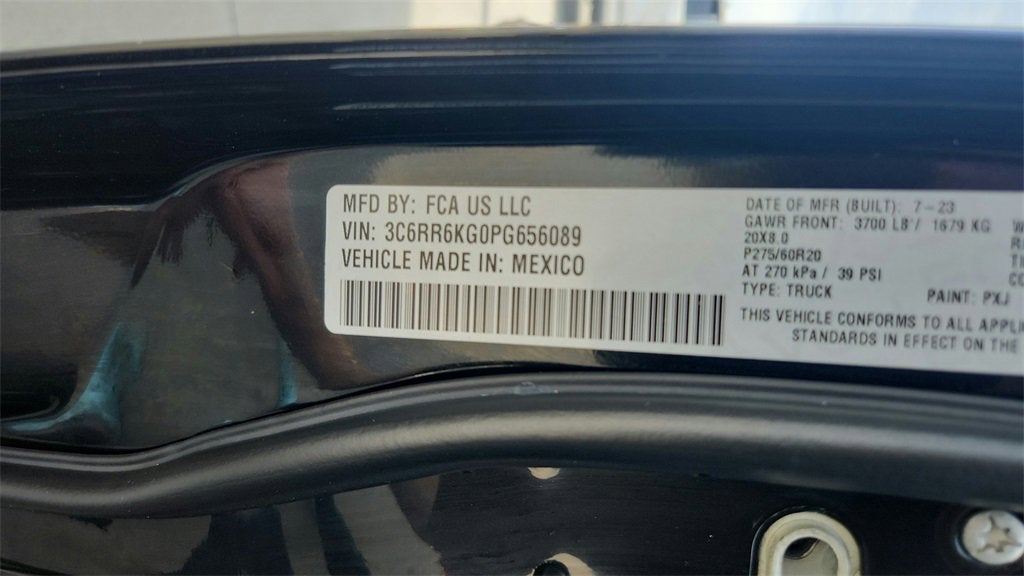 MFD BY: FCA US LLC
VIN: 3C6RR6KG0PG656089
VEHICLE MADE IN: MEXICO
DATE OF MFR (BUILT): 7-23
GAWR FRONT: 3700 LB / 1679 KG
20X8.0
P275/60R20
AT 270 kPa / 39 PSI
TYPE: TRUCK
PAINT: PXJ
THIS VEHICLE CONFORMS TO ALL APPLI
STANDARDS IN EFFECT ON THE